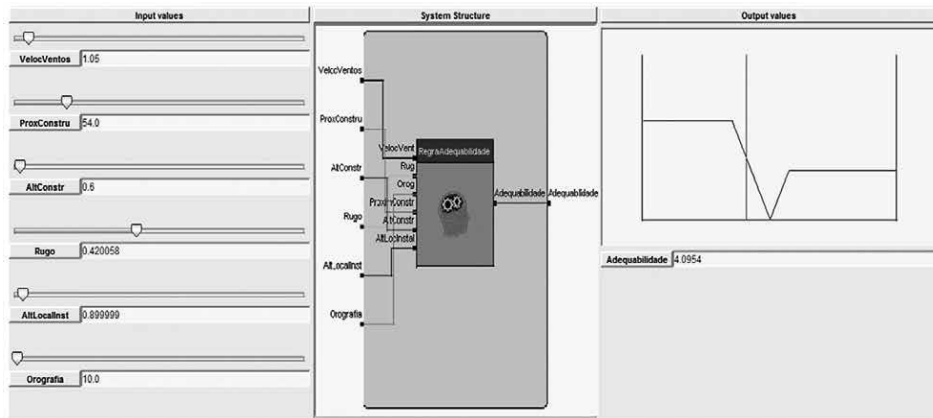 Input values
VelocVentos 1.05
ProxConstru 54.0
AltConstr 0.6
Rugo 0.420058
AltLocalInst 0.899999
Orografia 10.0
System Structure
VelocVentos
ProxConstru
AltConstr
Rugo
AltLocalInst
Orografia
VelocVent
Rug
Orog
ProximConstr
AltConstr
AltLocInstal
RegraAdequabilidade
Adequabilidade
Adequabilidade
Output values
Adequabilidade 4.0954